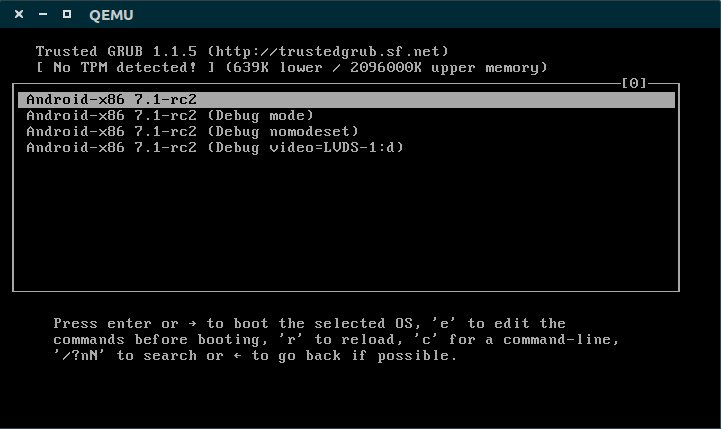 QEMU
Trusted GRUB 1.1.5 (http://trustedgrub.sf.net)
[ No TPM detected! ] (639K lower / 2096000K upper memory)
[0]
Android-x86 7.1-rc2
Android-x86 7.1-rc2 (Debug mode)
Android-x86 7.1-rc2 (Debug nomodeset)
Android-x86 7.1-rc2 (Debug video=LVDS-1:d)
Press enter or → to boot the selected OS, 'e' to edit the
commands before booting, 'r' to reload, 'c' for a command-line,
'/?nN' to search or ← to go back if possible.